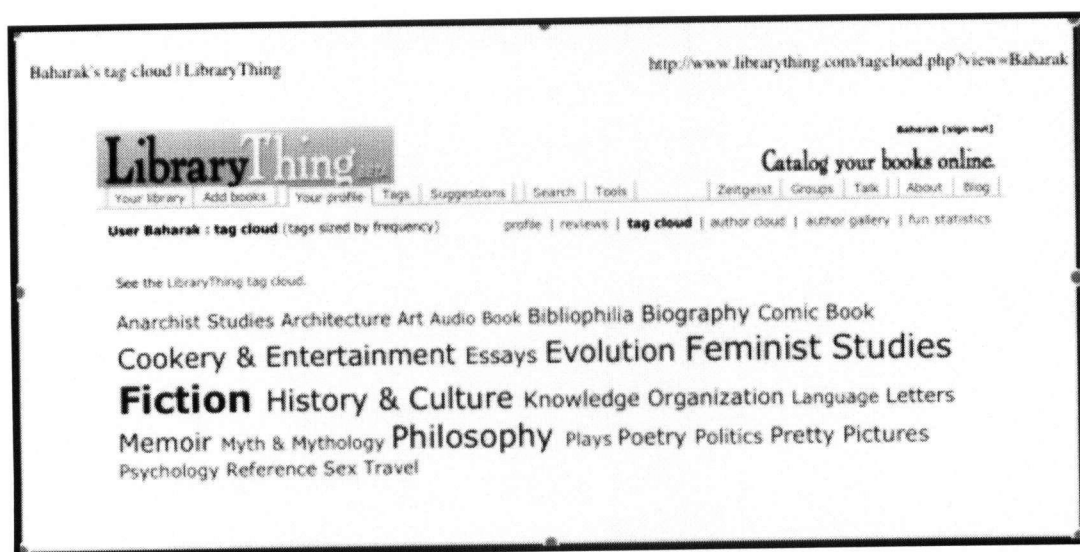 Baharak's tag cloud | LibraryThing http://www.librarything.com/tagcloud.php?view=Baharak
Baharak [sign out]
LibraryThing Catalog your books online.
Your library Add books Your profile Tags Suggestions Search Tools Zeitgeist Groups Talk About Blog
User Baharak : tag cloud (tags sized by frequency) profile | reviews | tag cloud | author cloud | author gallery | fun statistics
See the LibraryThing tag cloud.
Anarchist Studies Architecture Art Audio Book Bibliophilia Biography Comic Book
Cookery & Entertainment Essays Evolution Feminist Studies
Fiction History & Culture Knowledge Organization Language Letters
Memoir Myth & Mythology Philosophy Plays Poetry Politics Pretty Pictures
Psychology Reference Sex Travel